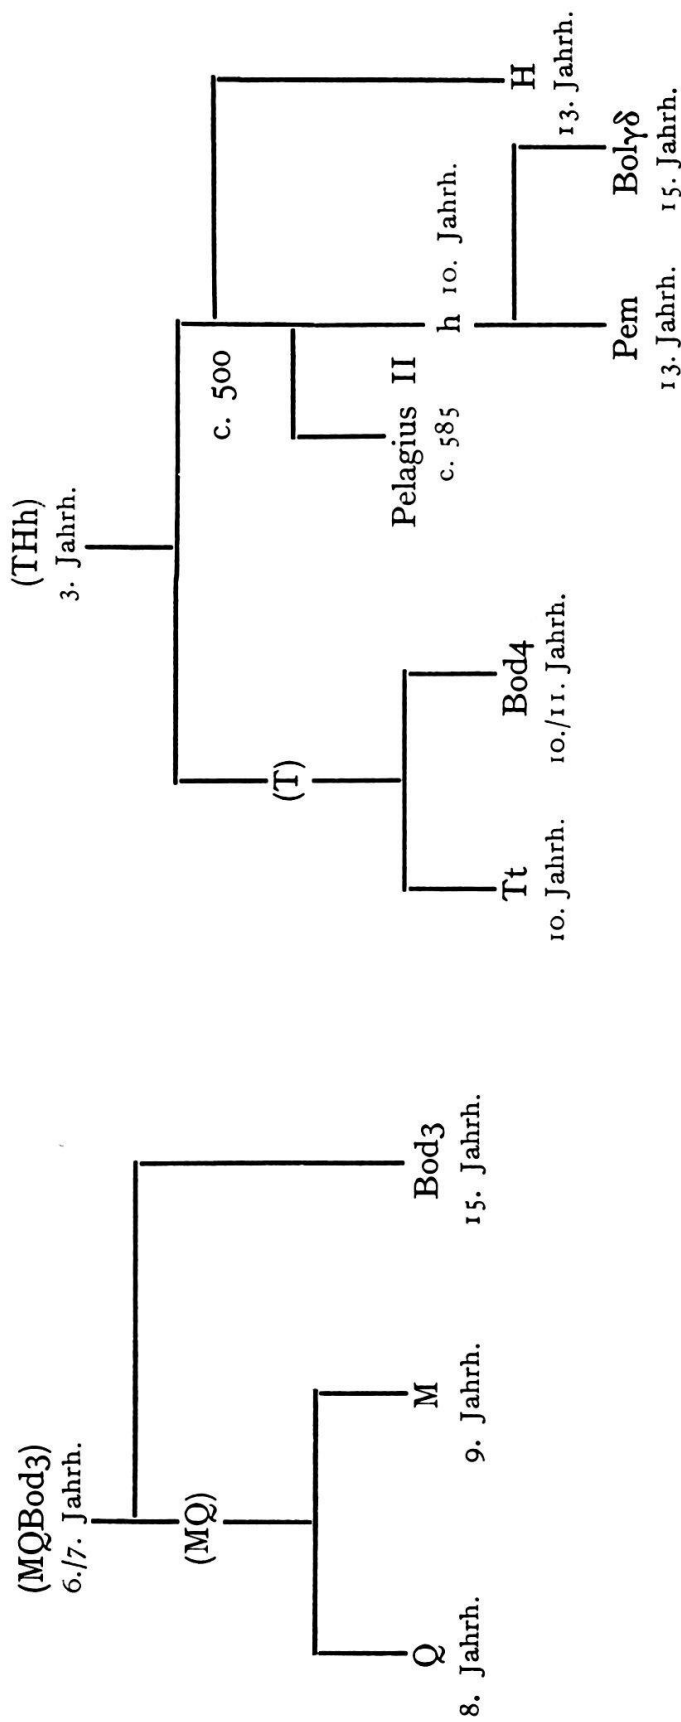 (MQBod3)
6./7. Jahrh.
(MQ)
Q
8. Jahrh.
M
9. Jahrh.
Bod3
15. Jahrh.
(THh)
3. Jahrh.
(T)
Tt
10. Jahrh.
Bod4
10./11. Jahrh.
c. 500
Pelagius II
c. 585
h 10. Jahrh.
Pem
13. Jahrh.
Bolγδ
15. Jahrh.
H
13. Jahrh.